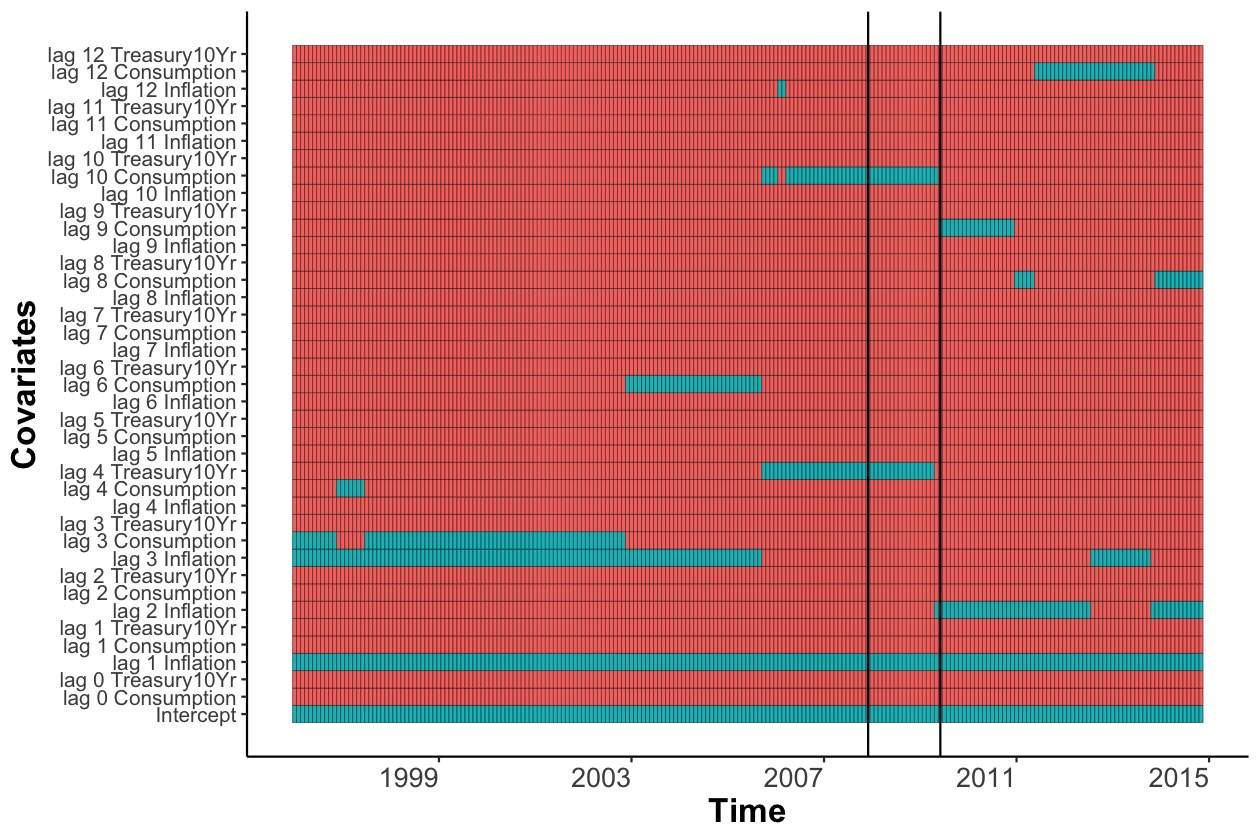 lag 12 Treasury10Yr
lag 12 Consumption
lag 12 Inflation
lag 11 Treasury10Yr
lag 11 Consumption
lag 11 Inflation
lag 10 Treasury10Yr
lag 10 Consumption
lag 10 Inflation
lag 9 Treasury10Yr
lag 9 Consumption
lag 9 Inflation
lag 8 Treasury10Yr
lag 8 Consumption
lag 8 Inflation
lag 7 Treasury10Yr
lag 7 Consumption
lag 7 Inflation
lag 6 Treasury10Yr
lag 6 Consumption
lag 6 Inflation
lag 5 Treasury10Yr
lag 5 Consumption
lag 5 Inflation
lag 4 Treasury10Yr
lag 4 Consumption
lag 4 Inflation
lag 3 Treasury10Yr
lag 3 Consumption
lag 3 Inflation
lag 2 Treasury10Yr
lag 2 Consumption
lag 2 Inflation
lag 1 Treasury10Yr
lag 1 Consumption
lag 1 Inflation
lag 0 Treasury10Yr
lag 0 Consumption
Intercept
Covariates
1999 2003 2007 2011 2015
Time